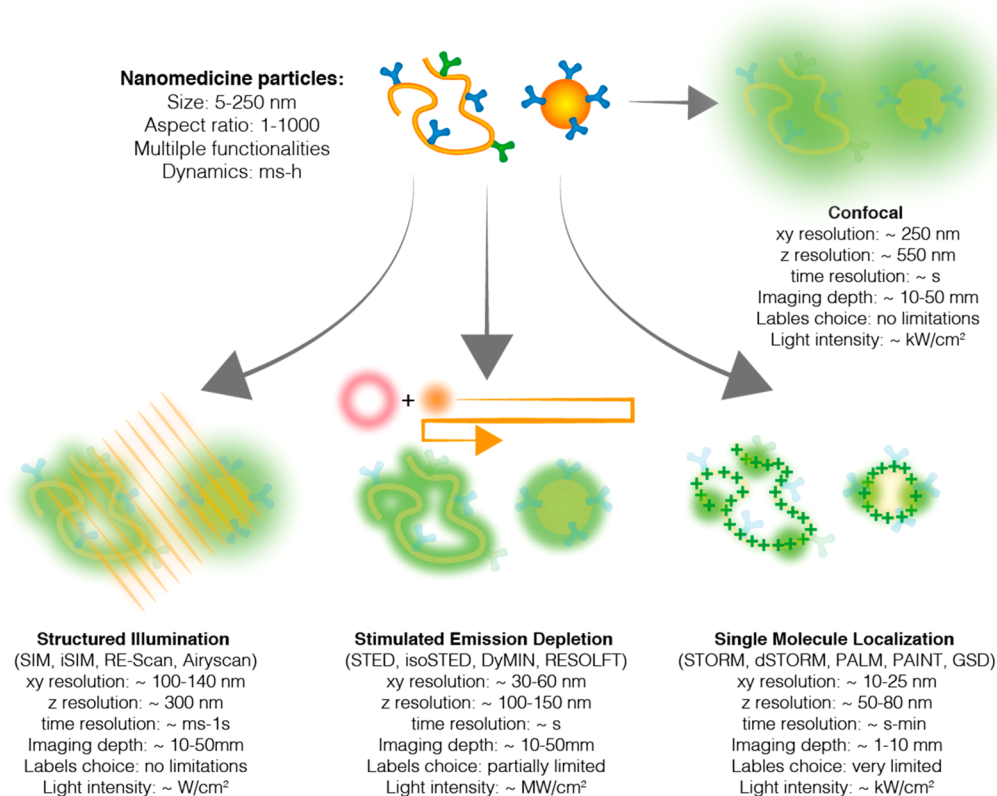 Nanomedicine particles:
Size: 5-250 nm
Aspect ratio: 1-1000
Multilple functionalities
Dynamics: ms-h
Confocal
xy resolution: ~ 250 nm
z resolution: ~ 550 nm
time resolution: ~ s
Imaging depth: ~ 10-50 mm
Lables choice: no limitations
Light intensity: ~ kW/cm²
+
Structured Illumination
(SIM, iSIM, RE-Scan, Airyscan)
xy resolution: ~ 100-140 nm
z resolution: ~ 300 nm
time resolution: ~ ms-1s
Imaging depth: ~ 10-50mm
Labels choice: no limitations
Light intensity: ~ W/cm²
Stimulated Emission Depletion
(STED, isoSTED, DyMIN, RESOLFT)
xy resolution: ~ 30-60 nm
z resolution: ~ 100-150 nm
time resolution: ~ s
Imaging depth: ~ 10-50mm
Labels choice: partially limited
Light intensity: ~ MW/cm²
Single Molecule Localization
(STORM, dSTORM, PALM, PAINT, GSD)
xy resolution: ~ 10-25 nm
z resolution: ~ 50-80 nm
time resolution: ~ s-min
Imaging depth: ~ 1-10 mm
Lables choice: very limited
Light intensity: ~ kW/cm²